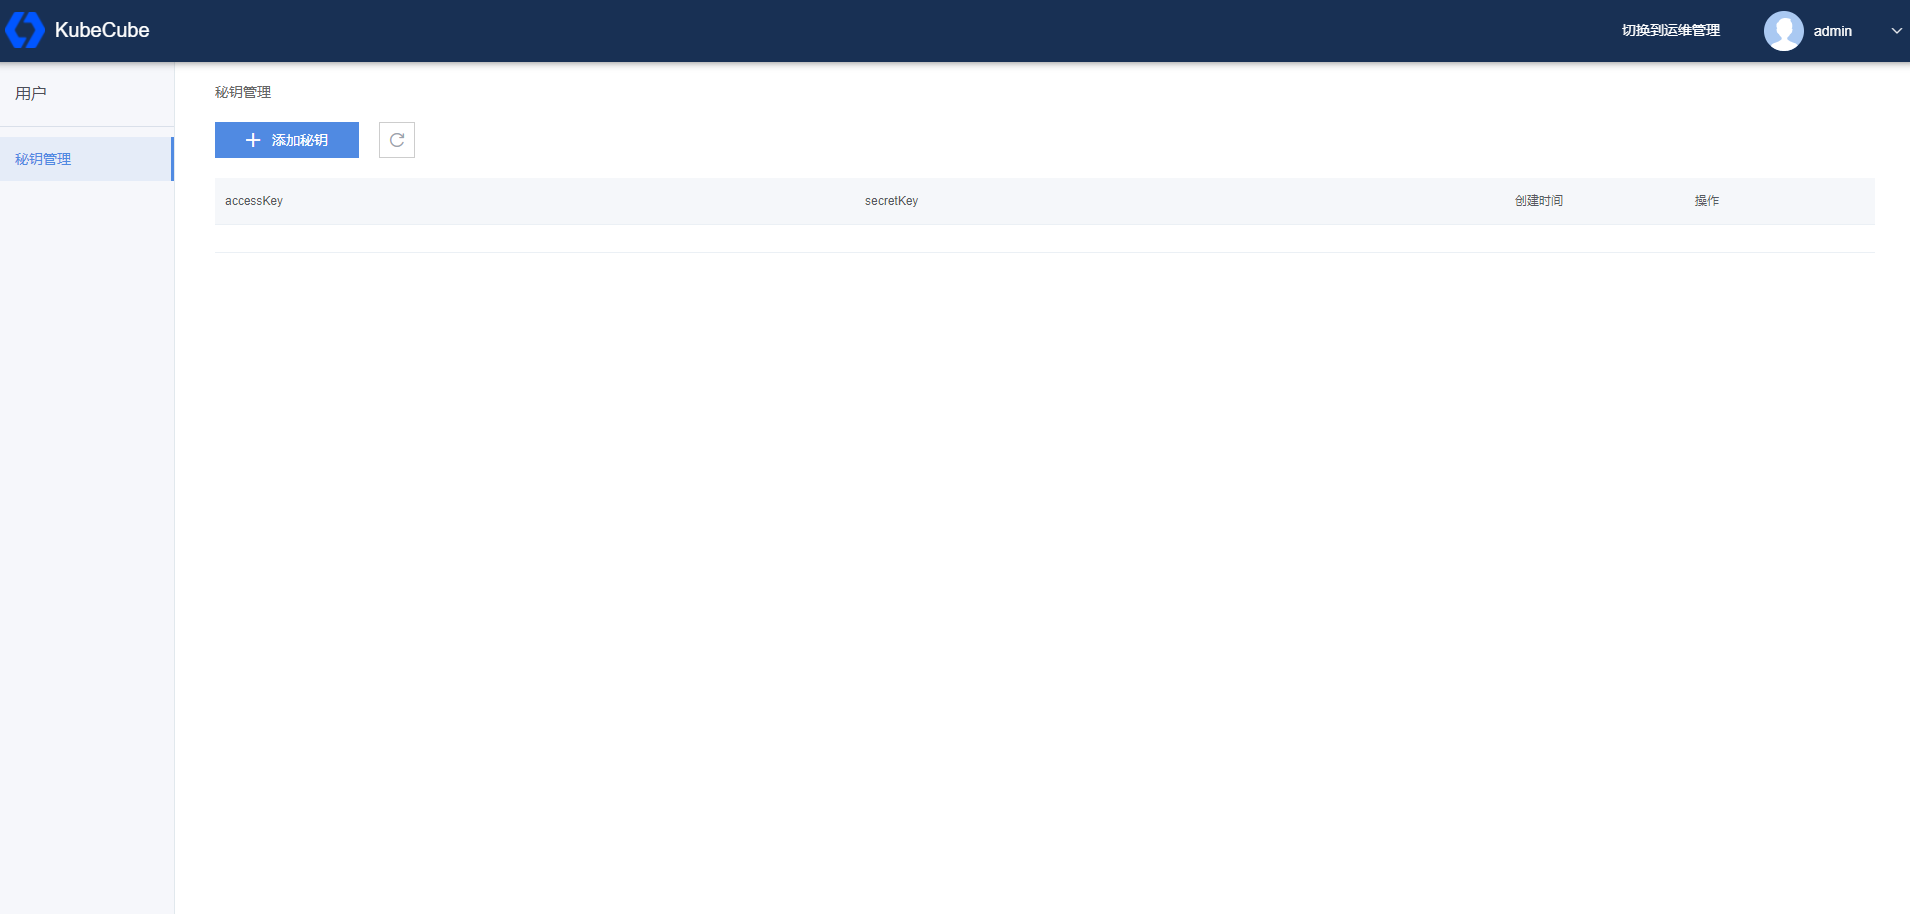 KubeCube
切换到运维管理
admin
用户
秘钥管理
秘钥管理
添加秘钥
accessKey secretKey 创建时间 操作